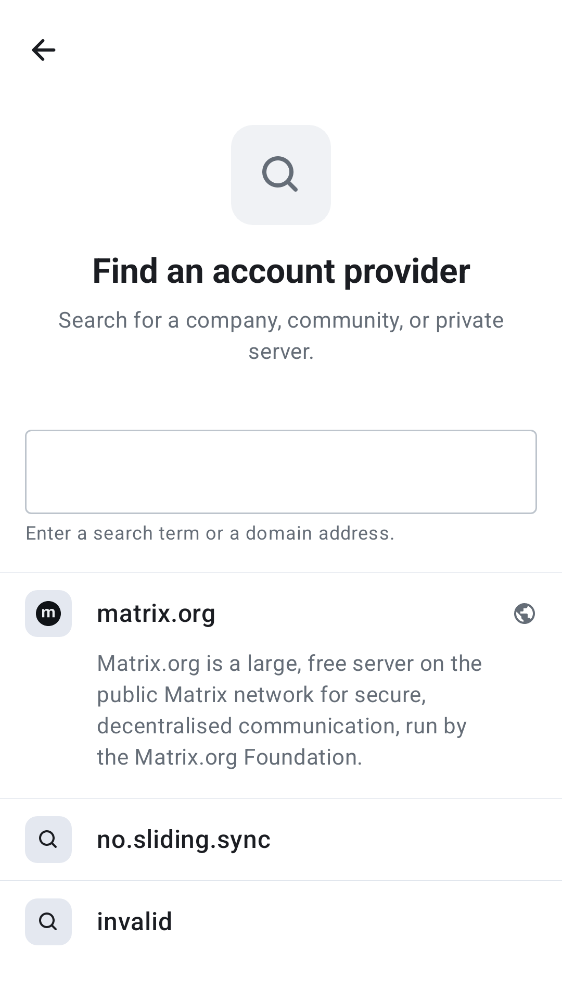 Find an account provider
Search for a company, community, or private
server.
Enter a search term or a domain address.
m
matrix.org
Matrix.org is a large, free server on the
public Matrix network for secure,
decentralised communication, run by
the Matrix.org Foundation.
no.sliding.sync
invalid